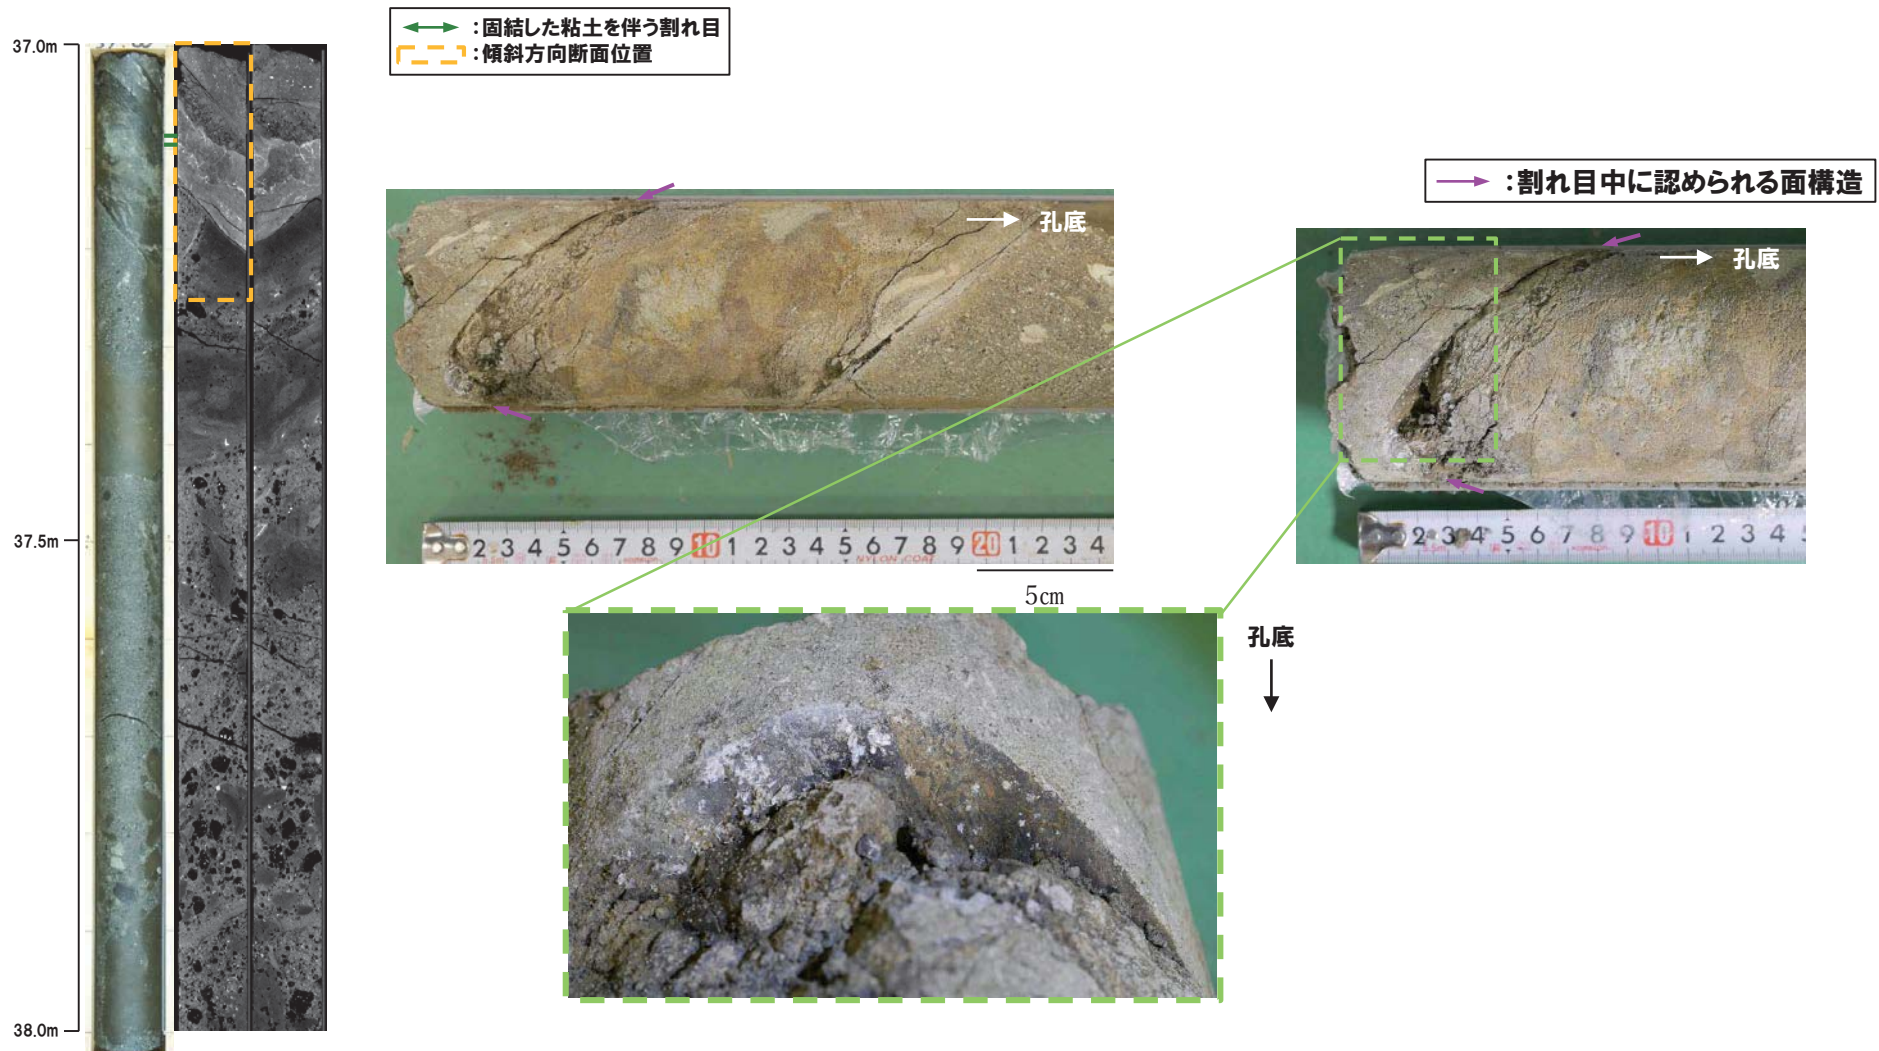 :固結した粘土を伴う割れ目
:傾斜方向断面位置
37.0m
37.5m
38.0m
:割れ目中に認められる面構造
孔底
孔底
2 3 4 5 6 7 8 9 10 1 2 3 4 5 6 7 8 9 20 1 2 3 4
NYLON COAT
2 3 4 5 6 7 8 9 10 1 2 3 4
5cm
孔底